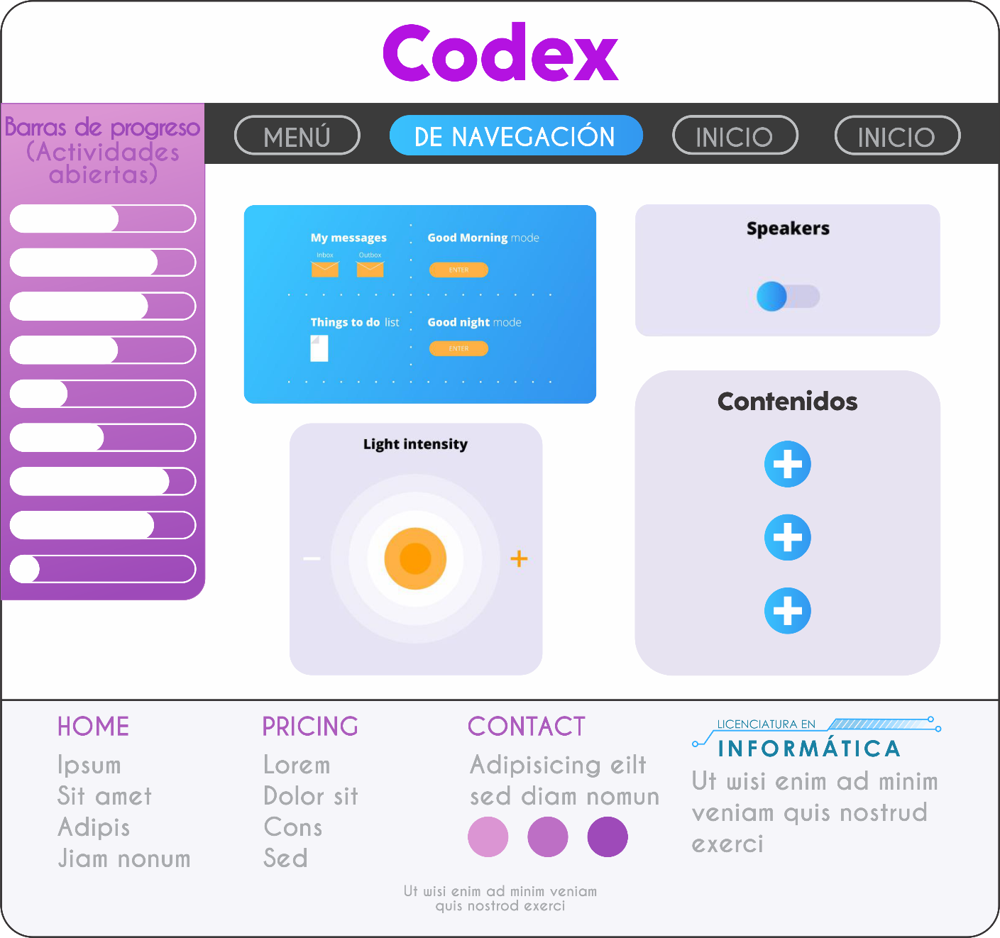 Codex
Barras de progreso
(Actividades
abiertas)
MENÚ
DE NAVEGACIÓN
INICIO
INICIO
My messages
Inbox
Outbox
Good Morning mode
ENTER
Things to do list
Good night mode
ENTER
Speakers
Light intensity
Contenidos
HOME
Ipsum
Sit amet
Adipis
Jiam nonum
PRICING
Lorem
Dolor sit
Cons
Sed
CONTACT
Adipisicing eilt
sed diam nomun
LICENCIATURA EN
INFORMÁTICA
Ut wisi enim ad minim
veniam quis nostrud
exerci
Ut wisi enim ad minim veniam
quis nostrod exerci